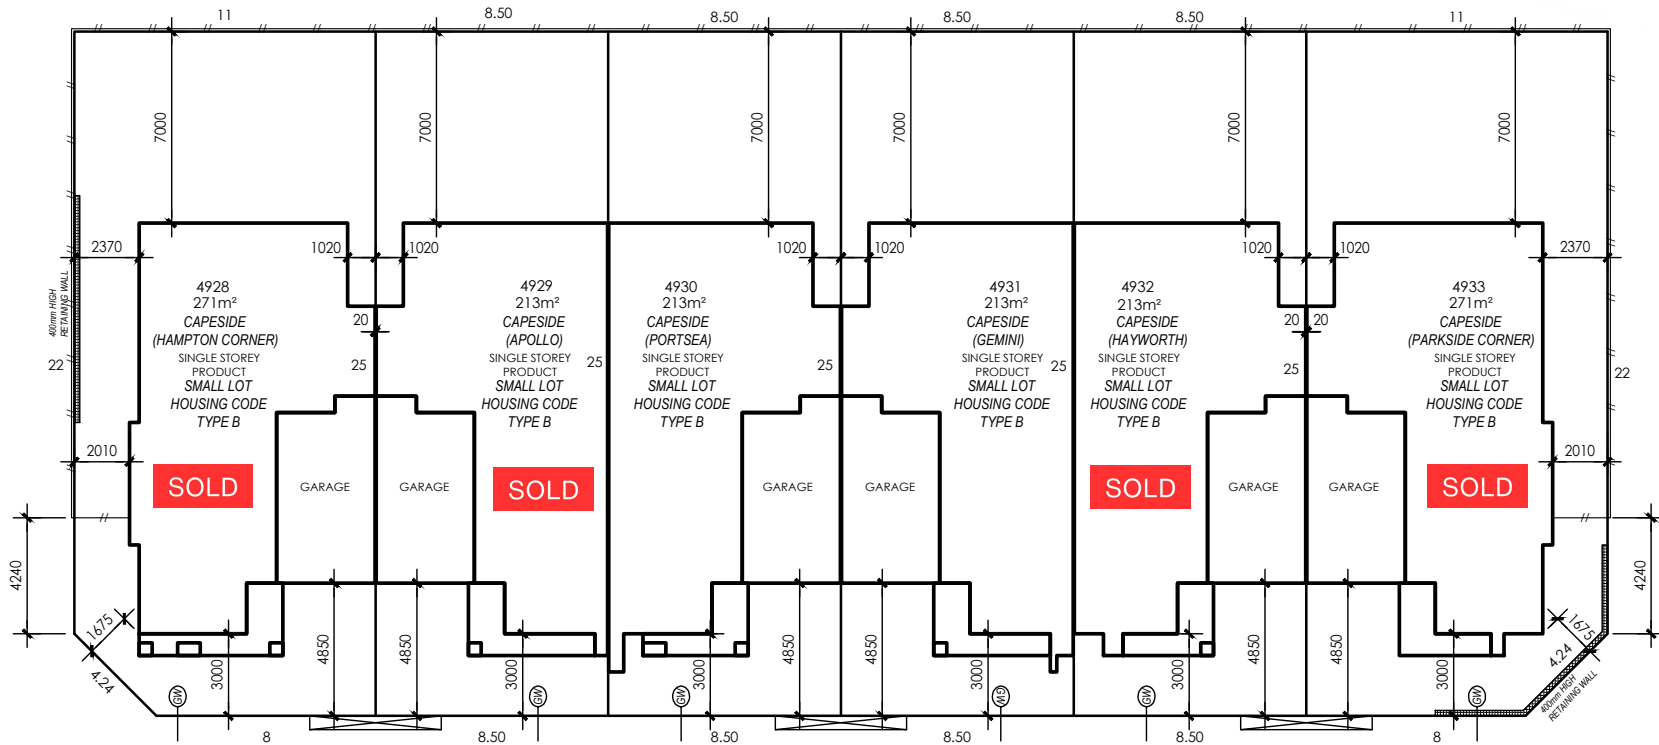 11
8.50
8.50
8.50
8.50
11
7000
7000
7000
7000
7000
7000
2370
1020
1020
1020
1020
1020
1020
2370
400mm HIGH
RETAINING WALL
22
4928
271m²
CAPESIDE
(HAMPTON CORNER)
SINGLE STOREY
PRODUCT
SMALL LOT
HOUSING CODE
TYPE B
SOLD
20
25
4929
213m²
CAPESIDE
(APOLLO)
SINGLE STOREY
PRODUCT
SMALL LOT
HOUSING CODE
TYPE B
SOLD
25
4930
213m²
CAPESIDE
(PORTSEA)
SINGLE STOREY
PRODUCT
SMALL LOT
HOUSING CODE
TYPE B
25
4931
213m²
CAPESIDE
(GEMINI)
SINGLE STOREY
PRODUCT
SMALL LOT
HOUSING CODE
TYPE B
25
4932
213m²
CAPESIDE
(HAYWORTH)
SINGLE STOREY
PRODUCT
SMALL LOT
HOUSING CODE
TYPE B
SOLD
20
20
25
4933
271m²
CAPESIDE
(PARKSIDE CORNER)
SINGLE STOREY
PRODUCT
SMALL LOT
HOUSING CODE
TYPE B
SOLD
22
2010
2010
GARAGE
GARAGE
GARAGE
GARAGE
GARAGE
GARAGE
4240
4240
1675
4.24
1675
4.24
400mm HIGH
RETAINING WALL
3000
4850
4850
3000
3000
4850
4850
3000
3000
4850
4850
3000
GW
GW
GW
GW
GW
GW
8
8.50
8.50
8.50
8.50
8